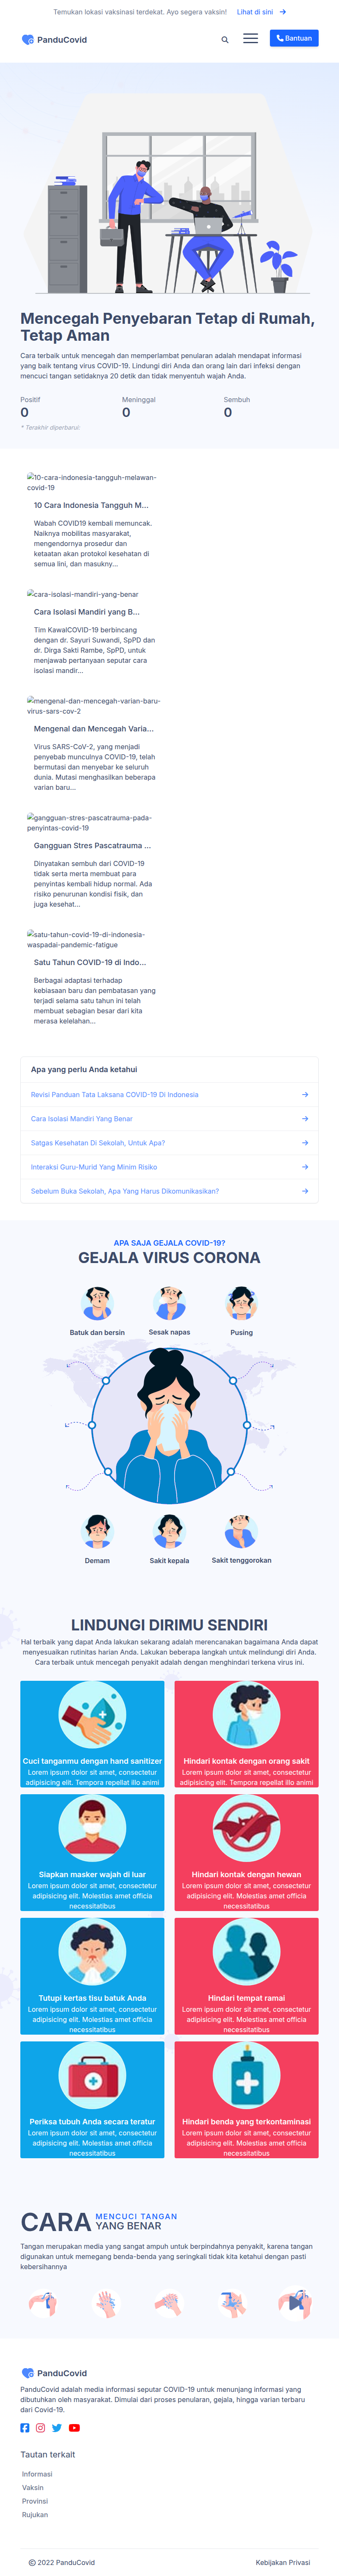 Temukan lokasi vaksinasi terdekat. Ayo segera vaksin! Lihat di sini
PanduCovid
Bantuan
Mencegah Penyebaran Tetap di Rumah,
Tetap Aman
Cara terbaik untuk mencegah dan memperlambat penularan adalah mendapat informasi
yang baik tentang virus COVID-19. Lindungi diri Anda dan orang lain dari infeksi dengan
mencuci tangan setidaknya 20 detik dan tidak menyentuh wajah Anda.
Positif Meninggal Sembuh
0 0 0
* Terakhir diperbarui:
10-cara-indonesia-tangguh-melawan-
covid-19
10 Cara Indonesia Tangguh M...
Wabah COVID19 kembali memuncak.
Naiknya mobilitas masyarakat,
mengendornya prosedur dan
ketaatan akan protokol kesehatan di
semua lini, dan masukny...
cara-isolasi-mandiri-yang-benar
Cara Isolasi Mandiri yang B...
Tim KawalCOVID-19 berbincang
dengan dr. Sayuri Suwandi, SpPD dan
dr. Dirga Sakti Rambe, SpPD, untuk
menjawab pertanyaan seputar cara
isolasi mandir...
mengenal-dan-mencegah-varian-baru-
virus-sars-cov-2
Mengenal dan Mencegah Varia...
Virus SARS-CoV-2, yang menjadi
penyebab munculnya COVID-19, telah
bermutasi dan menyebar ke seluruh
dunia. Mutasi menghasilkan beberapa
varian baru...
gangguan-stres-pascatrauma-pada-
penyintas-covid-19
Gangguan Stres Pascatrauma ...
Dinyatakan sembuh dari COVID-19
tidak serta merta membuat para
penyintas kembali hidup normal. Ada
risiko penurunan kondisi fisik, dan
juga kesehat...
satu-tahun-covid-19-di-indonesia-
waspadai-pandemic-fatigue
Satu Tahun COVID-19 di Indo...
Berbagai adaptasi terhadap
kebiasaan baru dan pembatasan yang
terjadi selama satu tahun ini telah
membuat sebagian besar dari kita
merasa kelelahan...
Apa yang perlu Anda ketahui
Revisi Panduan Tata Laksana COVID-19 Di Indonesia
Cara Isolasi Mandiri Yang Benar
Satgas Kesehatan Di Sekolah, Untuk Apa?
Interaksi Guru-Murid Yang Minim Risiko
Sebelum Buka Sekolah, Apa Yang Harus Dikomunikasikan?
APA SAJA GEJALA COVID-19?
GEJALA VIRUS CORONA
Batuk dan bersin Sesak napas Pusing
Demam Sakit kepala Sakit tenggorokan
LINDUNGI DIRIMU SENDIRI
Hal terbaik yang dapat Anda lakukan sekarang adalah merencanakan bagaimana Anda dapat
menyesuaikan rutinitas harian Anda. Lakukan beberapa langkah untuk melindungi diri Anda.
Cara terbaik untuk mencegah penyakit adalah dengan menghindari terkena virus ini.
Cuci tanganmu dengan hand sanitizer
Lorem ipsum dolor sit amet, consectetur
adipisicing elit. Tempora repellat illo animi
Hindari kontak dengan orang sakit
Lorem ipsum dolor sit amet, consectetur
adipisicing elit. Tempora repellat illo animi
Siapkan masker wajah di luar
Lorem ipsum dolor sit amet, consectetur
adipisicing elit. Molestias amet officia
necessitatibus
Hindari kontak dengan hewan
Lorem ipsum dolor sit amet, consectetur
adipisicing elit. Molestias amet officia
necessitatibus
Tutupi kertas tisu batuk Anda
Lorem ipsum dolor sit amet, consectetur
adipisicing elit. Molestias amet officia
necessitatibus
Hindari tempat ramai
Lorem ipsum dolor sit amet, consectetur
adipisicing elit. Molestias amet officia
necessitatibus
Periksa tubuh Anda secara teratur
Lorem ipsum dolor sit amet, consectetur
adipisicing elit. Molestias amet officia
necessitatibus
Hindari benda yang terkontaminasi
Lorem ipsum dolor sit amet, consectetur
adipisicing elit. Molestias amet officia
necessitatibus
CARA MENCUCI TANGAN
YANG BENAR
Tangan merupakan media yang sangat ampuh untuk berpindahnya penyakit, karena tangan
digunakan untuk memegang benda-benda yang seringkali tidak kita ketahui dengan pasti
kebersihannya
PanduCovid
PanduCovid adalah media informasi seputar COVID-19 untuk menunjang informasi yang
dibutuhkan oleh masyarakat. Dimulai dari proses penularan, gejala, hingga varian terbaru
dari Covid-19.
Tautan terkait
Informasi
Vaksin
Provinsi
Rujukan
© 2022 PanduCovid Kebijakan Privasi